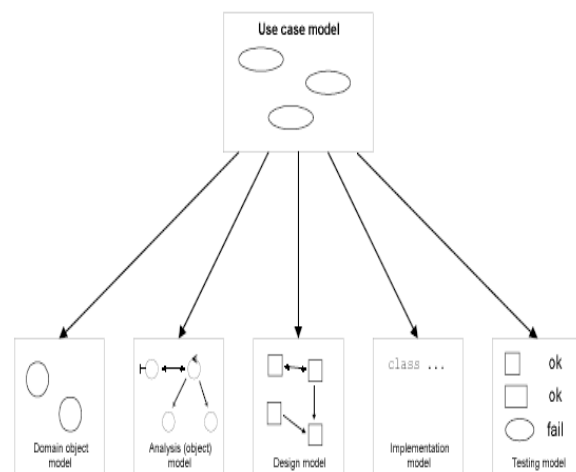 Use case model
class ...
ok
ok
fail
Domain object
model
Analysis (object)
model
Design model
Implementation
model
Testing model